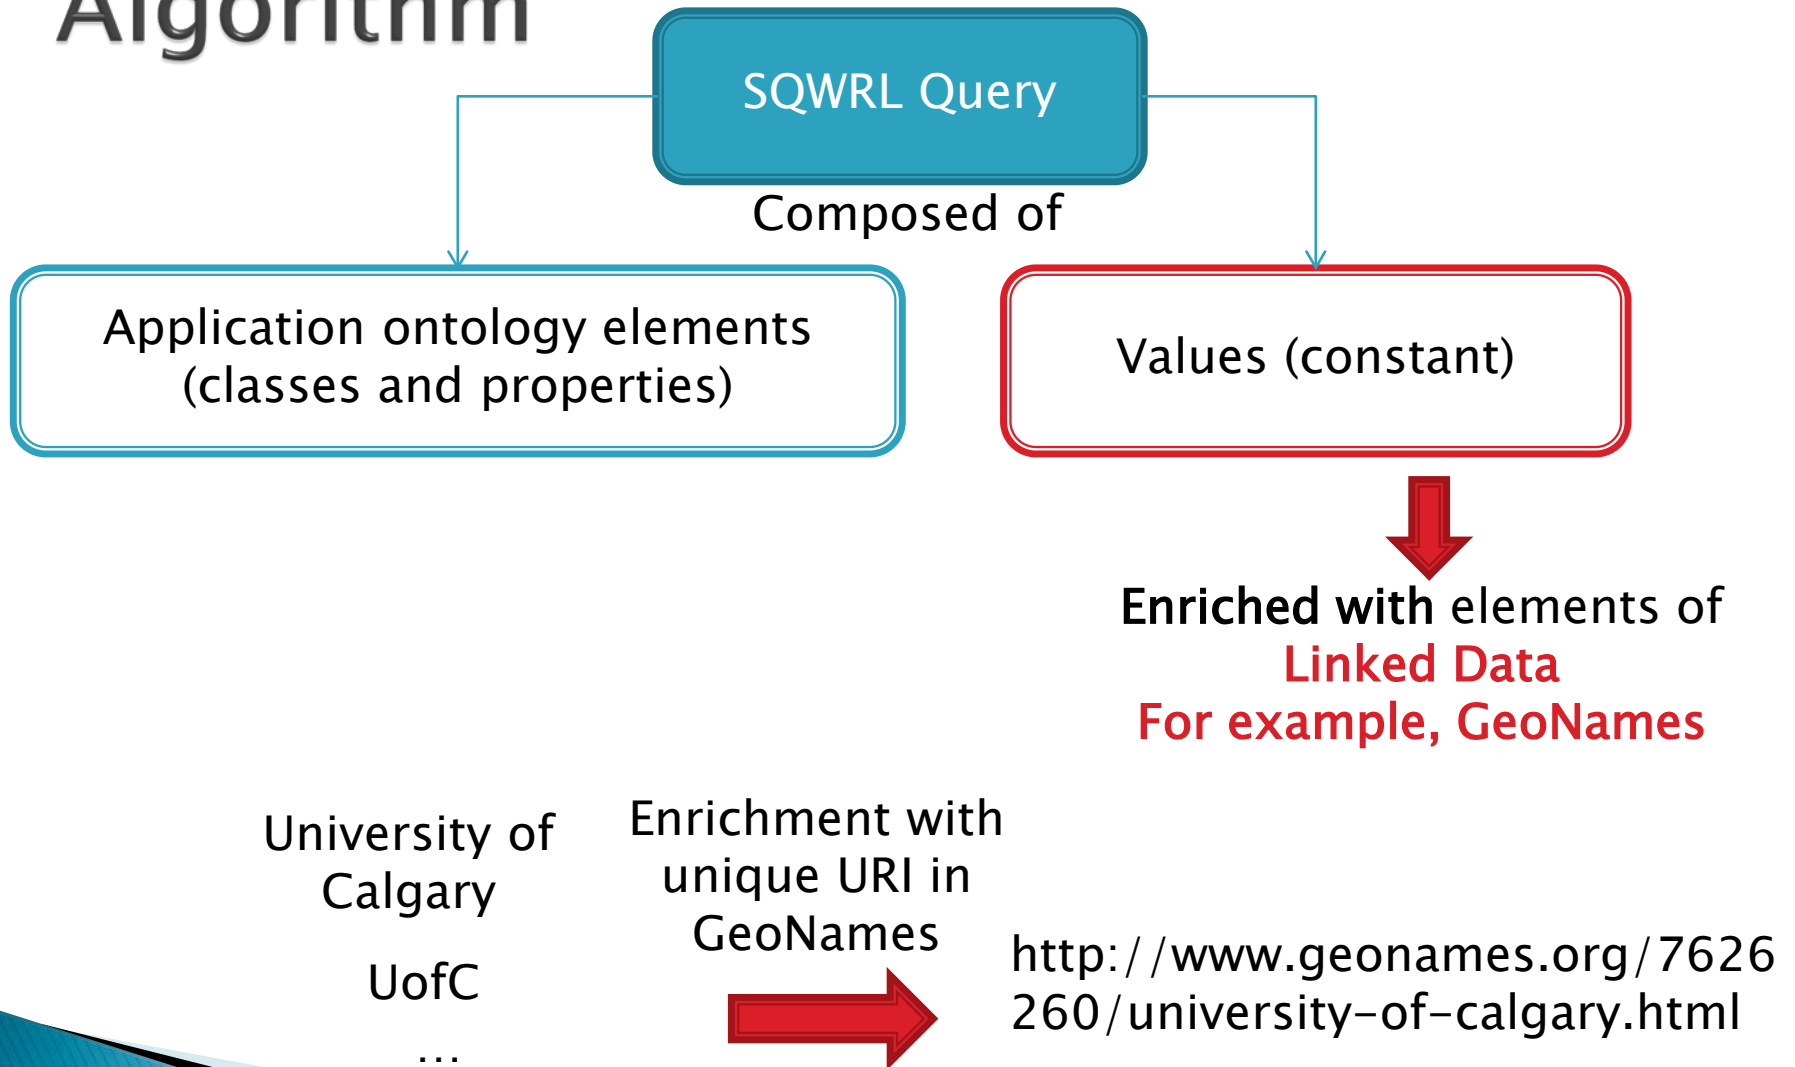 Algorithm
SQWRL Query
Composed of
Application ontology elements
(classes and properties)
Values (constant)
Enriched with elements of
Linked Data
For example, GeoNames
University of
Calgary
UofC
...
Enrichment with
unique URI in
GeoNames
http://www.geonames.org/7626
260/university-of-calgary.html